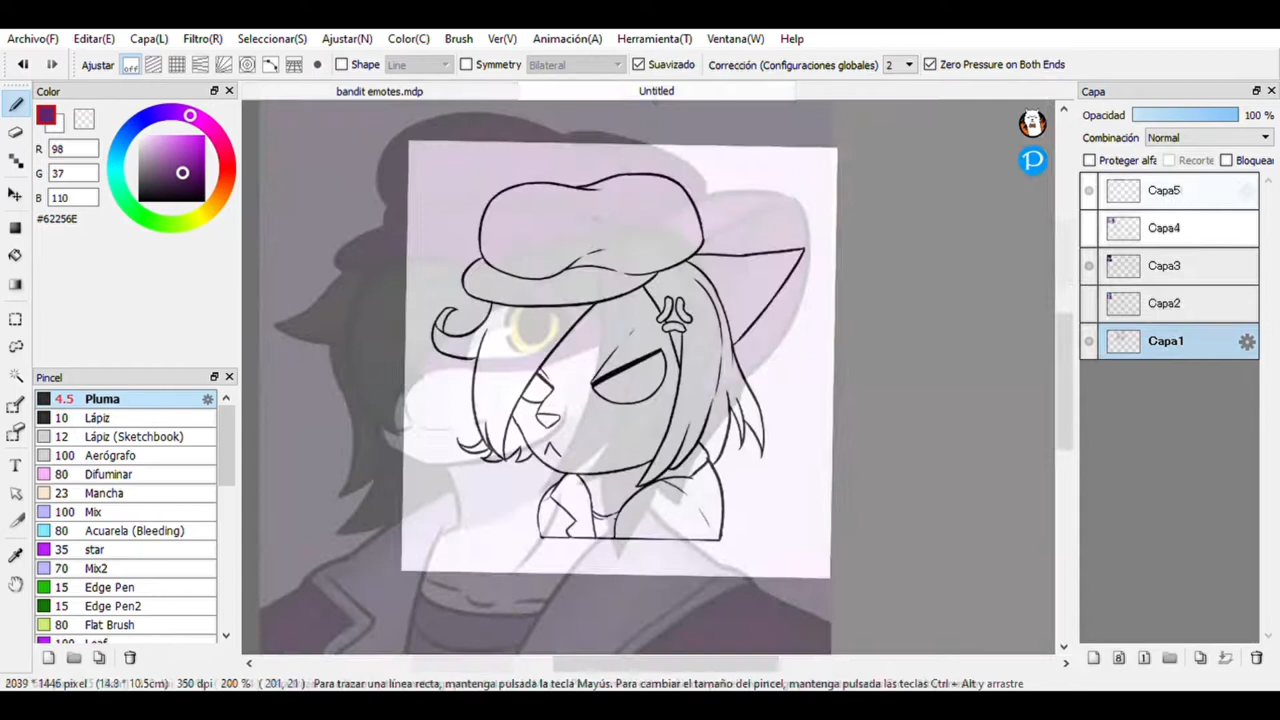 Archivo(F) Editar(E) Capa(L) Filtro(R) Seleccionar(S) Ajustar(N) Color(C) Brush Ver(V) Animación(A) Herramienta(T) Ventana(W) Help
Ajustar off Shape Line Symmetry Bilateral Suavizado Corrección (Configuraciones globales) 2 Zero Pressure on Both Ends
Color
bandit emotes.mdp Untitled
Capa
R 98
G 37
B 110
#62256E
Opacidad 100 %
Combinación Normal
Proteger alfa Recorte Bloquea
Capa5
Capa4
Capa3
Capa2
Capa1
Pincel
4.5 Pluma
10 Lápiz
12 Lápiz (Sketchbook)
100 Aerógrafo
80 Difuminar
23 Mancha
100 Mix
80 Acuarela (Bleeding)
35 star
70 Mix2
15 Edge Pen
15 Edge Pen2
80 Flat Brush
100 Leaf
2039 * 1446 pixel (14.8 * 10.5cm) 350 dpi 200 % ( 201, 21 ) Para trazar una línea recta, mantenga pulsada la tecla Mayús. Para cambiar el tamaño del pincel, mantenga pulsada las teclas Ctrl + Alt y arrastre